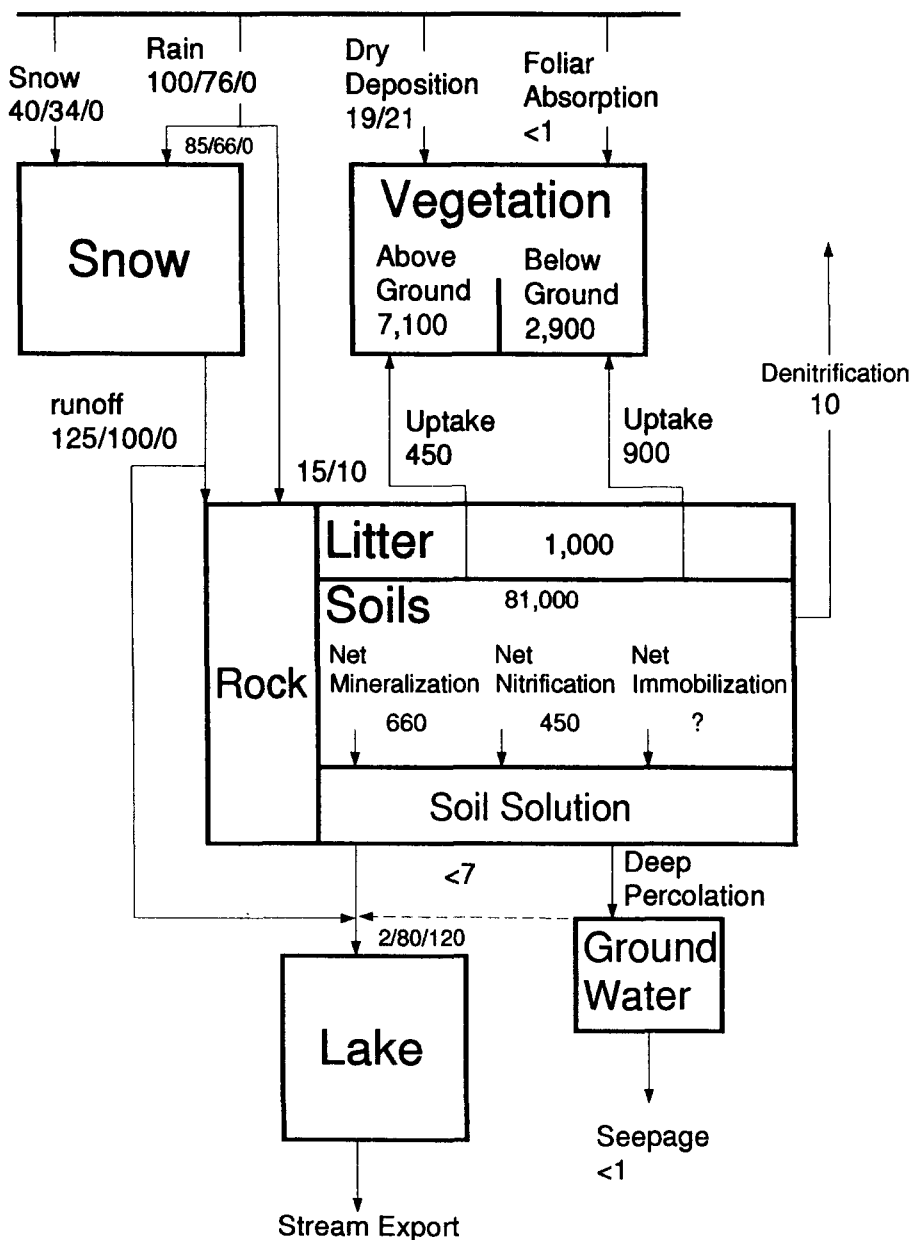 Snow
40/34/0
Rain
100/76/0
85/66/0
Dry
Deposition
19/21
Foliar
Absorption
<1
Snow
Vegetation
Above
Ground
7,100
Below
Ground
2,900
runoff
125/100/0
15/10
Uptake
450
Uptake
900
Denitrification
10
Litter 1,000
Soils 81,000
Rock
Net
Mineralization
660
Net
Nitrification
450
Net
Immobilization
?
Soil Solution
<7
Deep
Percolation
2/80/120
Lake
Ground
Water
Seepage
<1
Stream Export